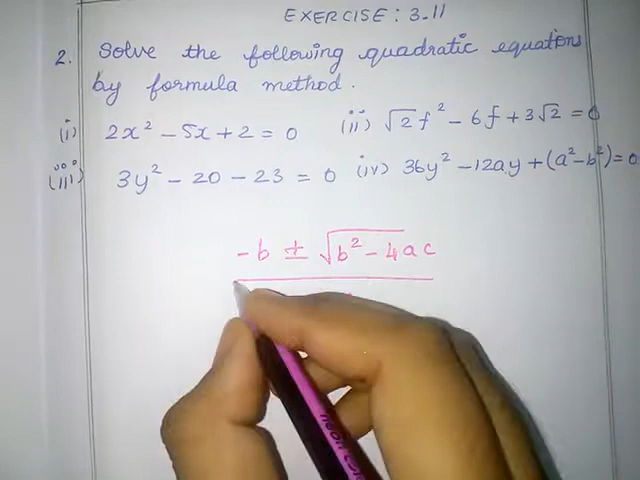 EXERCISE : 3.11
2. Solve the following quadratic equations
by formula method.
(i) 2x² - 5x + 2 = 0 (ii) √2 f² - 6f + 3√2 = 0
(iii) 3y² - 20 - 23 = 0 (iv) 36y² - 12ay + (a² - b²) = 0
-b ± √b² - 4ac